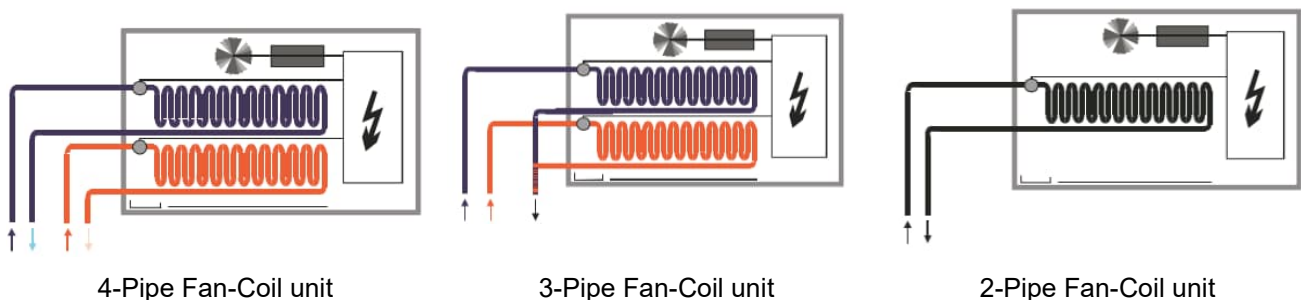 4-Pipe Fan-Coil unit
3-Pipe Fan-Coil unit
2-Pipe Fan-Coil unit